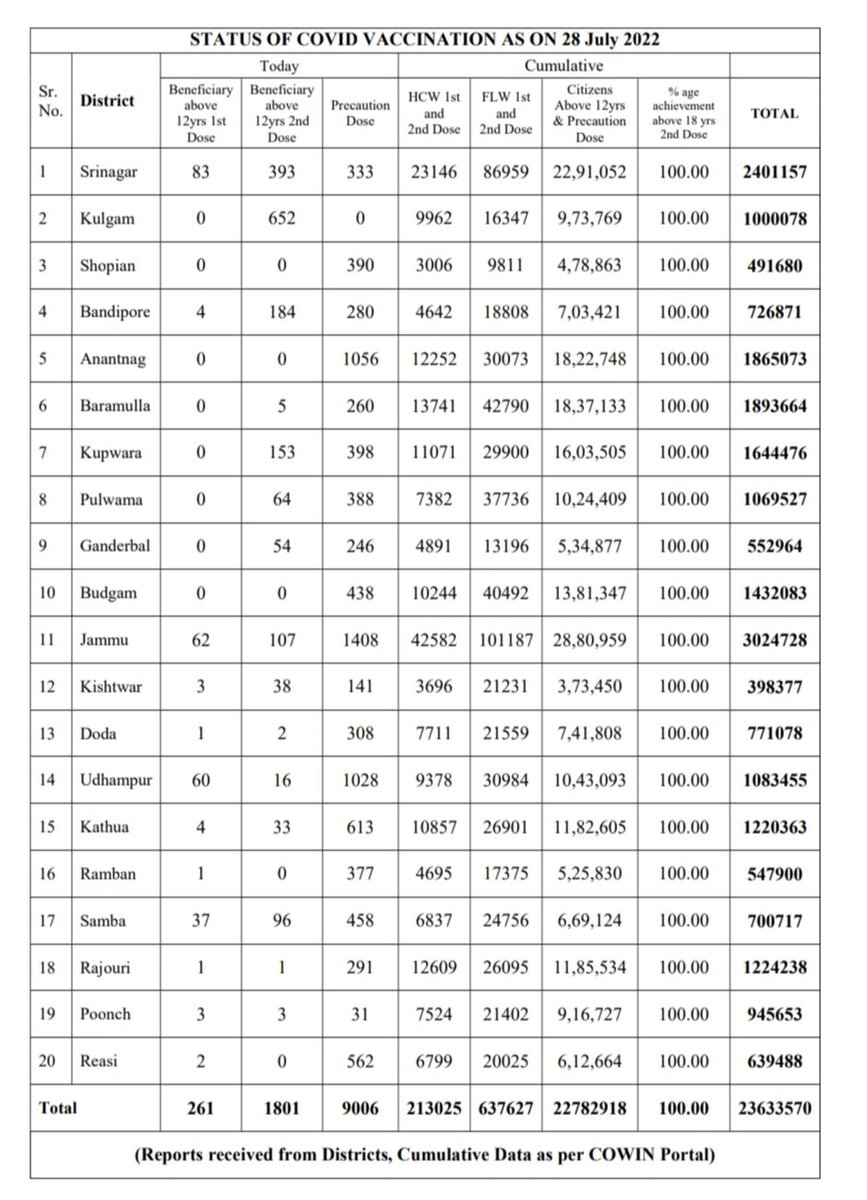 STATUS OF COVID VACCINATION AS ON 28 July 2022
Sr. No. District Today Cumulative TOTAL
Beneficiary above 12yrs 1st Dose Beneficiary above 12yrs 2nd Dose Precaution Dose HCW 1st and 2nd Dose FLW 1st and 2nd Dose Citizens Above 12yrs & Precaution Dose % age achievement above 18 yrs 2nd Dose
1 Srinagar 83 393 333 23146 86959 22,91,052 100.00 2401157
2 Kulgam 0 652 0 9962 16347 9,73,769 100.00 1000078
3 Shopian 0 0 390 3006 9811 4,78,863 100.00 491680
4 Bandipore 4 184 280 4642 18808 7,03,421 100.00 726871
5 Anantnag 0 0 1056 12252 30073 18,22,748 100.00 1865073
6 Baramulla 0 5 260 13741 42790 18,37,133 100.00 1893664
7 Kupwara 0 153 398 11071 29900 16,03,505 100.00 1644476
8 Pulwama 0 64 388 7382 37736 10,24,409 100.00 1069527
9 Ganderbal 0 54 246 4891 13196 5,34,877 100.00 552964
10 Budgam 0 0 438 10244 40492 13,81,347 100.00 1432083
11 Jammu 62 107 1408 42582 101187 28,80,959 100.00 3024728
12 Kishtwar 3 38 141 3696 21231 3,73,450 100.00 398377
13 Doda 1 2 308 7711 21559 7,41,808 100.00 771078
14 Udhampur 60 16 1028 9378 30984 10,43,093 100.00 1083455
15 Kathua 4 33 613 10857 26901 11,82,605 100.00 1220363
16 Ramban 1 0 377 4695 17375 5,25,830 100.00 547900
17 Samba 37 96 458 6837 24756 6,69,124 100.00 700717
18 Rajouri 1 1 291 12609 26095 11,85,534 100.00 1224238
19 Poonch 3 3 31 7524 21402 9,16,727 100.00 945653
20 Reasi 2 0 562 6799 20025 6,12,664 100.00 639488
Total 261 1801 9006 213025 637627 22782918 100.00 23633570
(Reports received from Districts, Cumulative Data as per COWIN Portal)